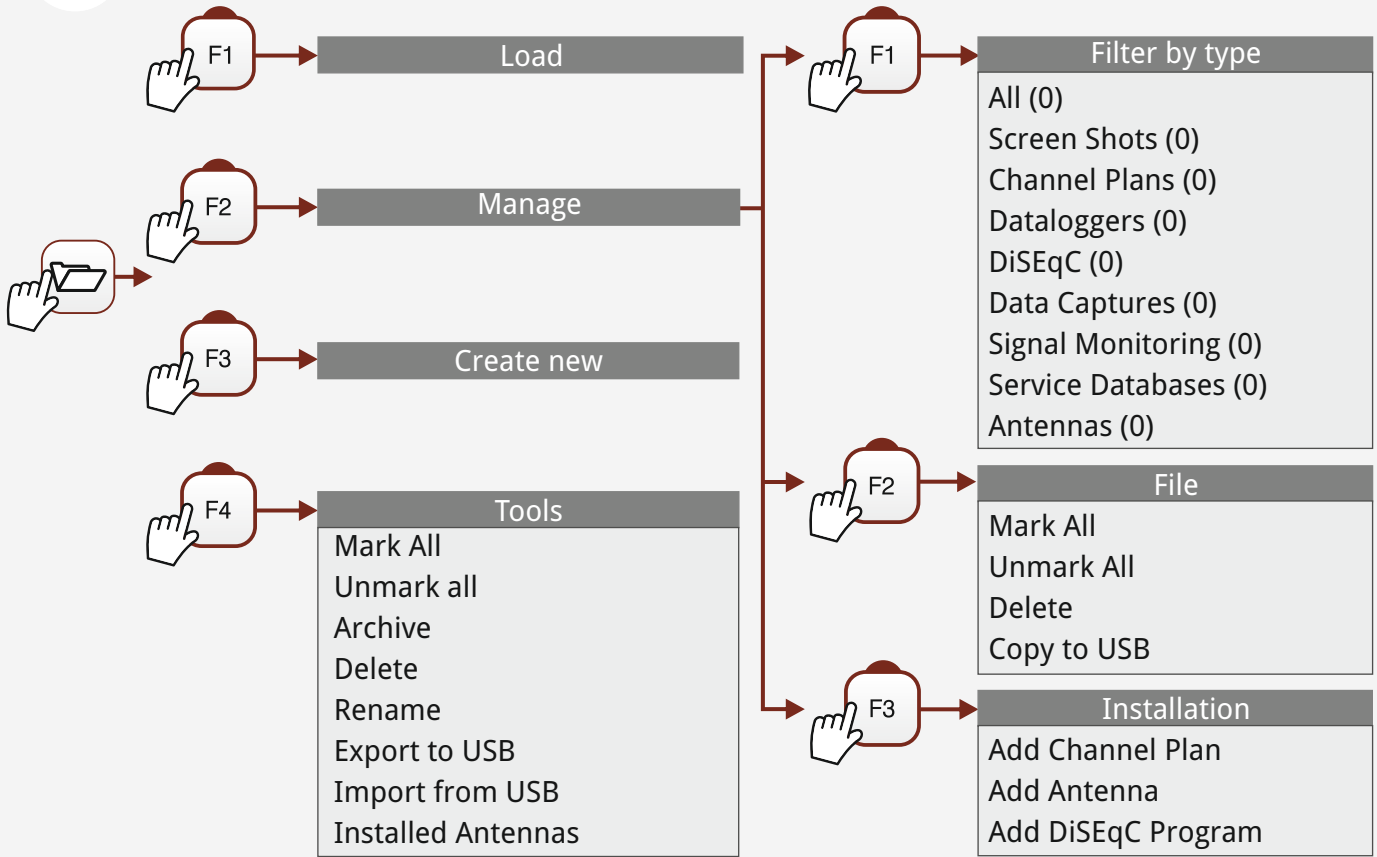 F1
Load
F2
Manage
F3
Create new
F4
Tools
Mark All
Unmark all
Archive
Delete
Rename
Export to USB
Import from USB
Installed Antennas
F1
Filter by type
All (0)
Screen Shots (0)
Channel Plans (0)
Dataloggers (0)
DiSEqC (0)
Data Captures (0)
Signal Monitoring (0)
Service Databases (0)
Antennas (0)
F2
File
Mark All
Unmark All
Delete
Copy to USB
F3
Installation
Add Channel Plan
Add Antenna
Add DiSEqC Program